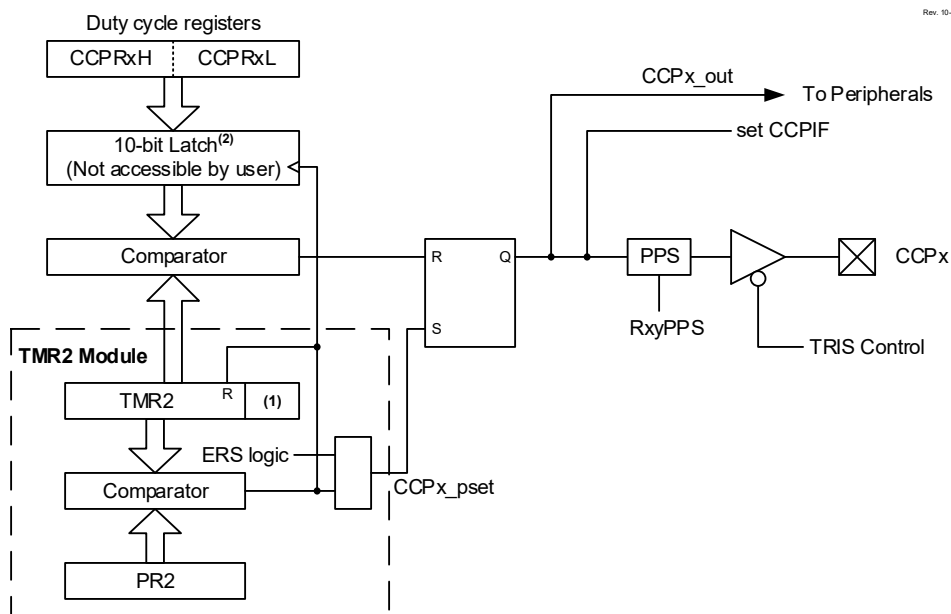 Rev. 10-
Duty cycle registers
CCPRxH CCPRxL
CCPx_out
To Peripherals
set CCPIF
10-bit Latch(2)
(Not accessible by user)
Comparator
R Q
PPS
CCPx
S
RxyPPS
TRIS Control
TMR2 Module
R
TMR2 (1)
ERS logic
Comparator
CCPx_pset
PR2